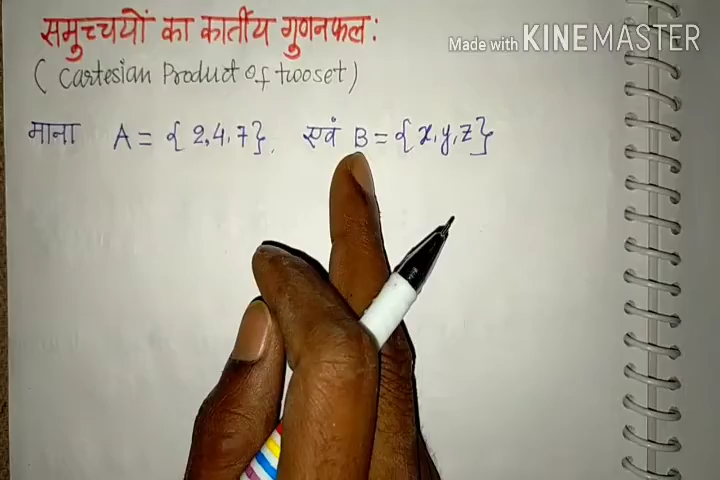 समुच्चयों का कार्तीय गुणनफल:
Made with KINEMASTER
(Cartesian Product of twoset)
माना A = {2,4,7}, एवं B = {x,y,z}